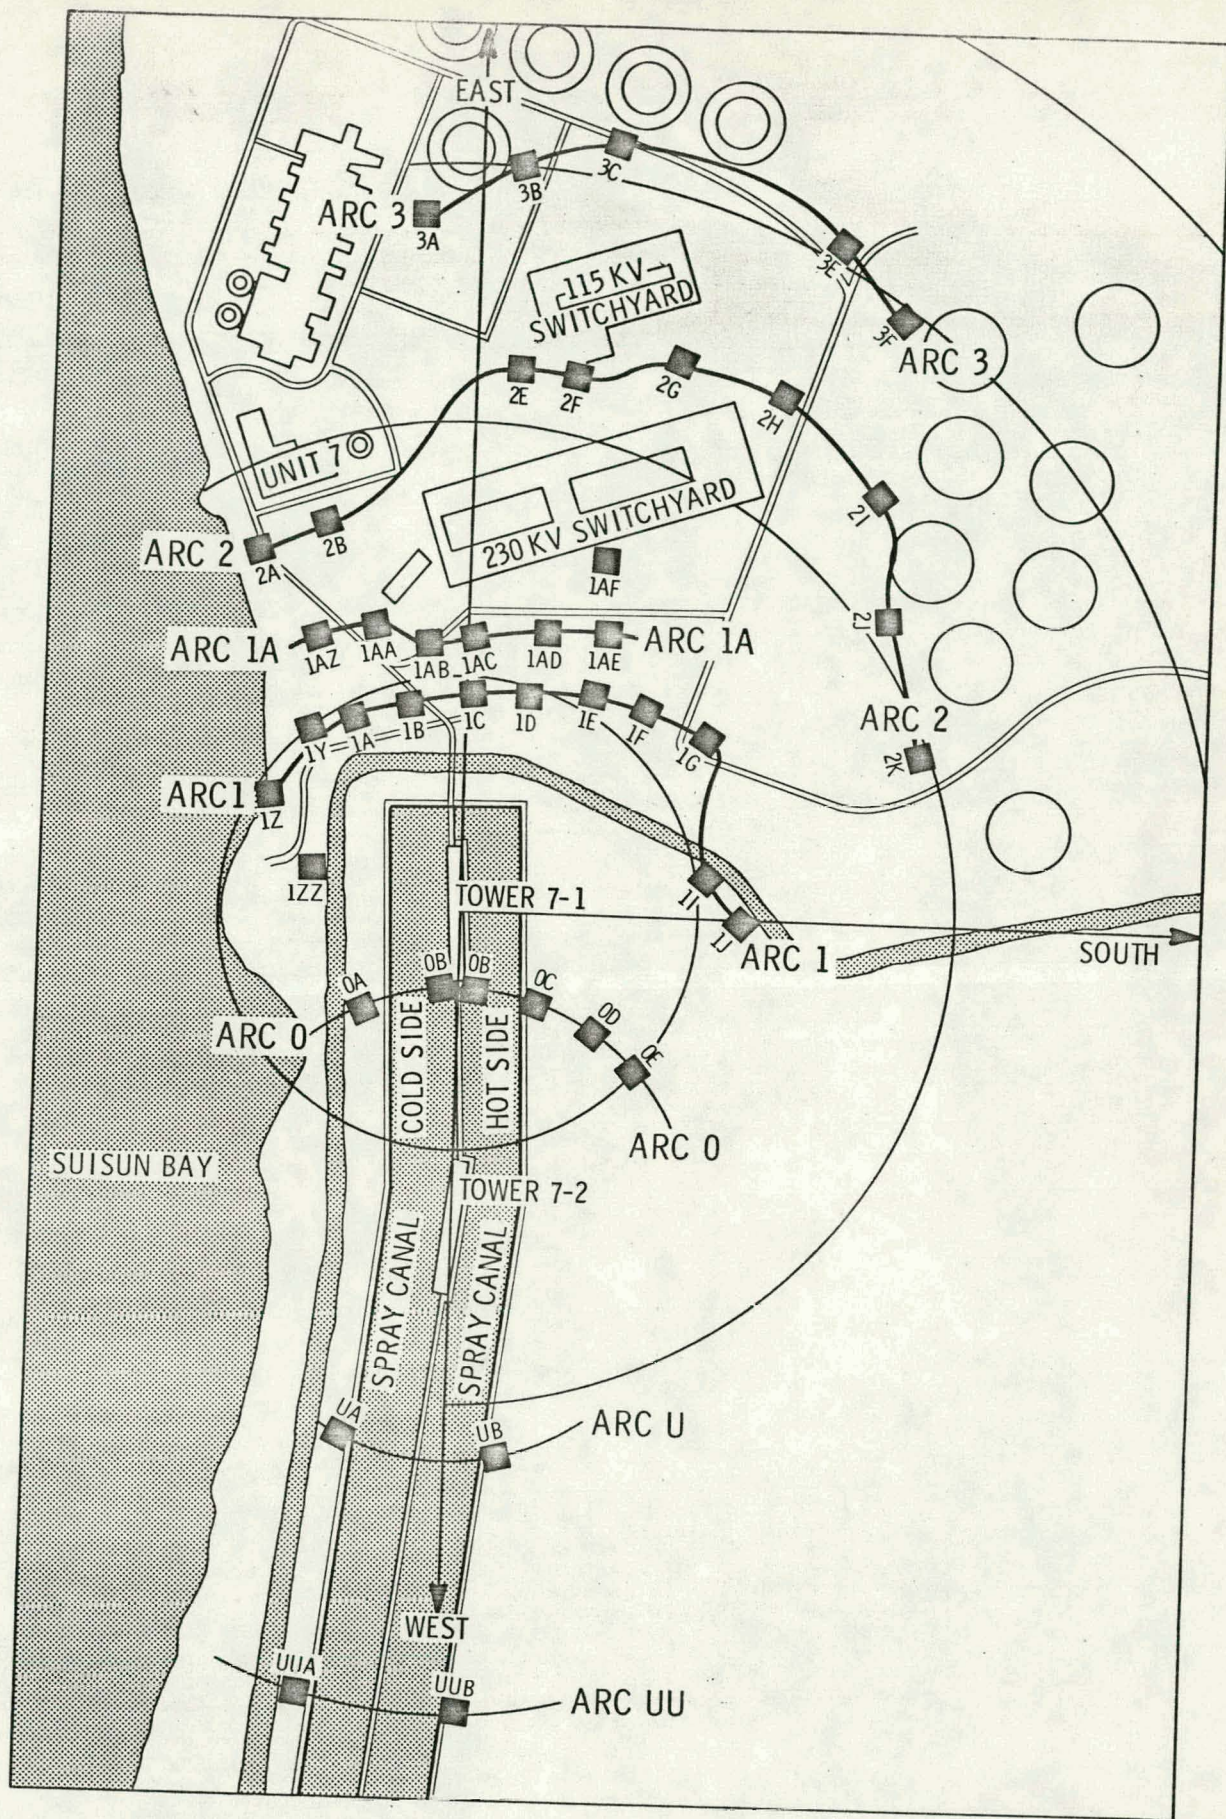 EAST
3C
3B
ARC 3
3A
3E
115 KV
SWITCHYARD
3F
ARC 3
2E
2F
2G
2H
UNIT 7
2I
230 KV SWITCHYARD
ARC 2
2A
2B
1AF
2J
ARC 1A
1AZ
1AA
1AB
1AC
1AD
1AE
ARC 1A
1Y
1A
1B
1C
1D
1E
1F
1G
ARC 2
2K
ARC 1
1Z
1ZZ
TOWER 7-1
1I
1J
ARC 1
SOUTH
0A
0B
0B
0C
0D
0E
ARC 0
COLD SIDE
HOT SIDE
ARC 0
SUISUN BAY
TOWER 7-2
SPRAY CANAL
SPRAY CANAL
UA
UB
ARC U
WEST
UUA
UUB
ARC UU